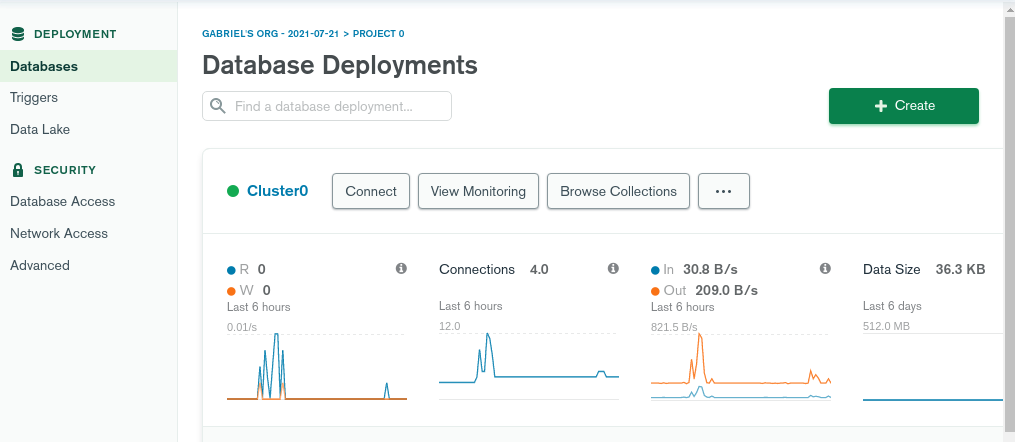 DEPLOYMENT
Databases
Triggers
Data Lake
SECURITY
Database Access
Network Access
Advanced
GABRIEL'S ORG - 2021-07-21 > PROJECT 0
Database Deployments
Find a database deployment...
+ Create
Cluster0
Connect
View Monitoring
Browse Collections
...
R 0
W 0
Last 6 hours
0.01/s
Connections 4.0
Last 6 hours
12.0
In 30.8 B/s
Out 209.0 B/s
Last 6 hours
821.5 B/s
Data Size 36.3 KB
Last 6 days
512.0 MB